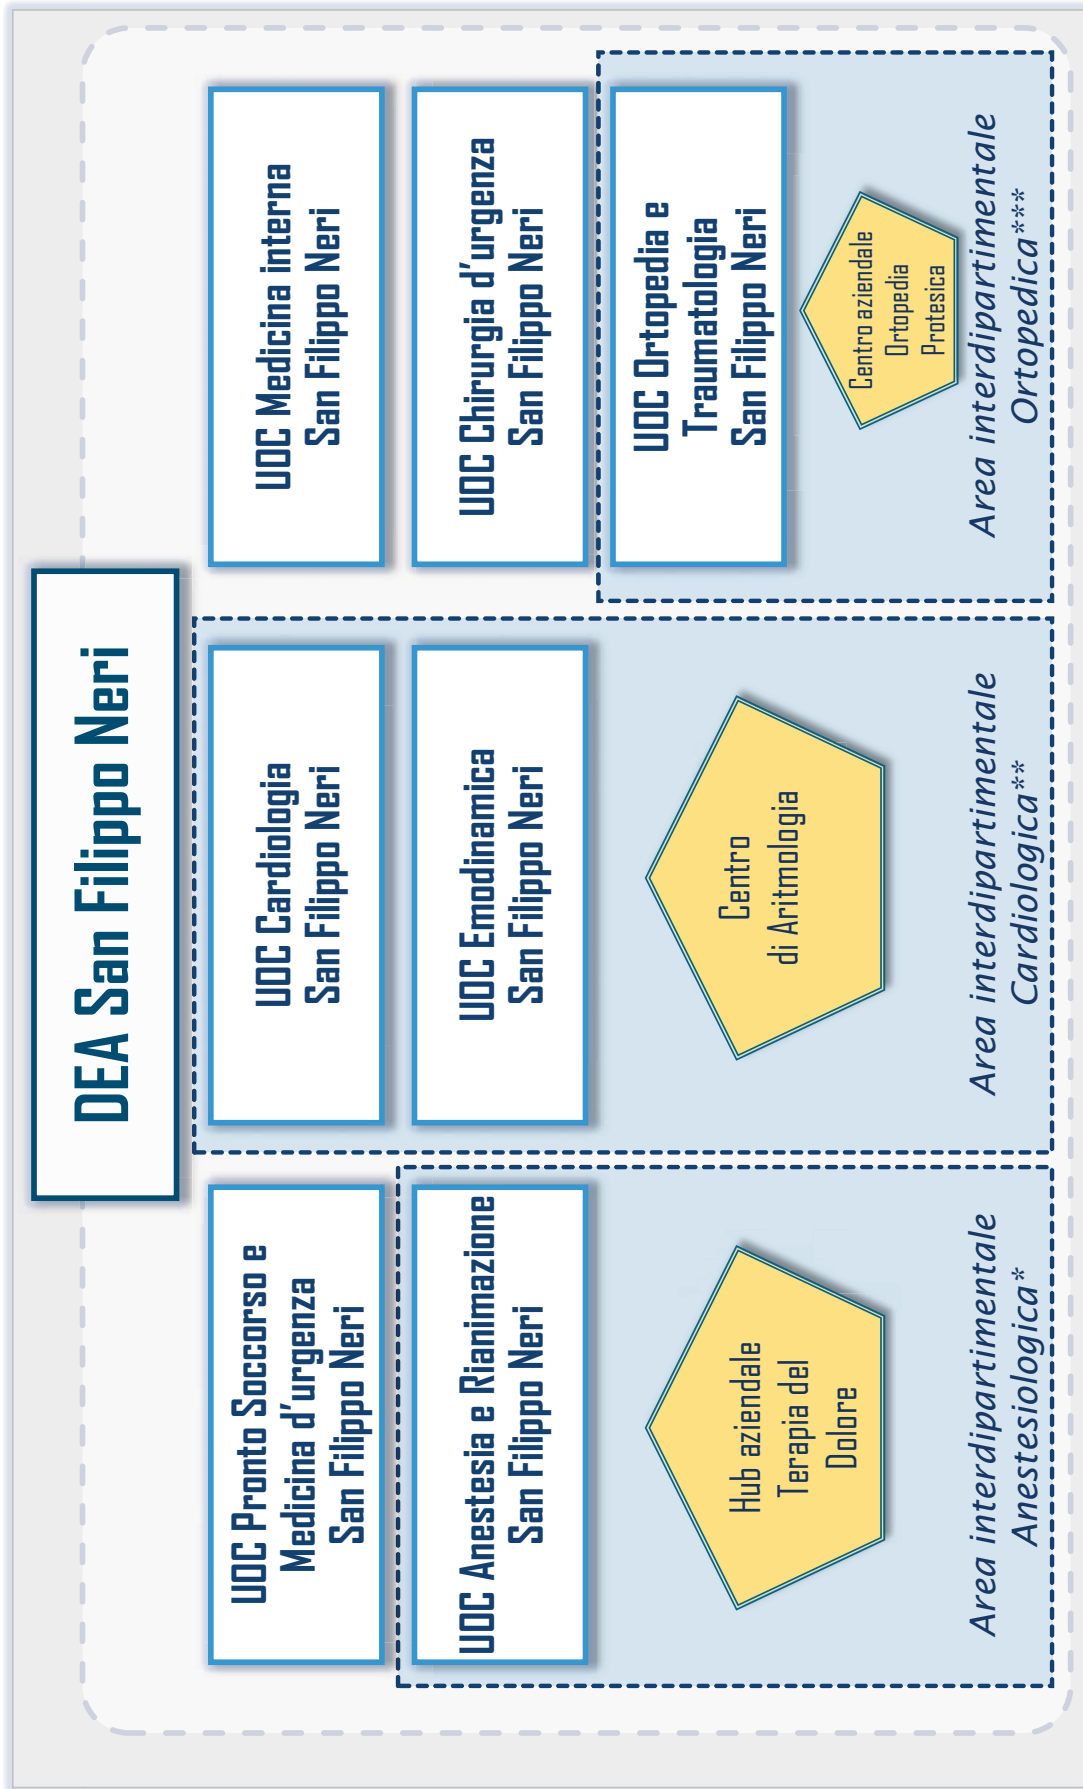 DEA San Filippo Neri
UOC Pronto Soccorso e
Medicina d'urgenza
San Filippo Neri
UOC Anestesia e Rianimazione
San Filippo Neri
Hub aziendale
Terapia del
Dolore
Area interdipartimentale
Anestesiologica*
UOC Cardiologia
San Filippo Neri
UOC Emodinamica
San Filippo Neri
Centro
di Aritmologia
Area interdipartimentale
Cardiologica**
UOC Medicina interna
San Filippo Neri
UOC Chirurgia d'urgenza
San Filippo Neri
UOC Ortopedia e
Traumatologia
San Filippo Neri
Centro aziendale
Ortopedia
Protesica
Area interdipartimentale
Ortopedica***